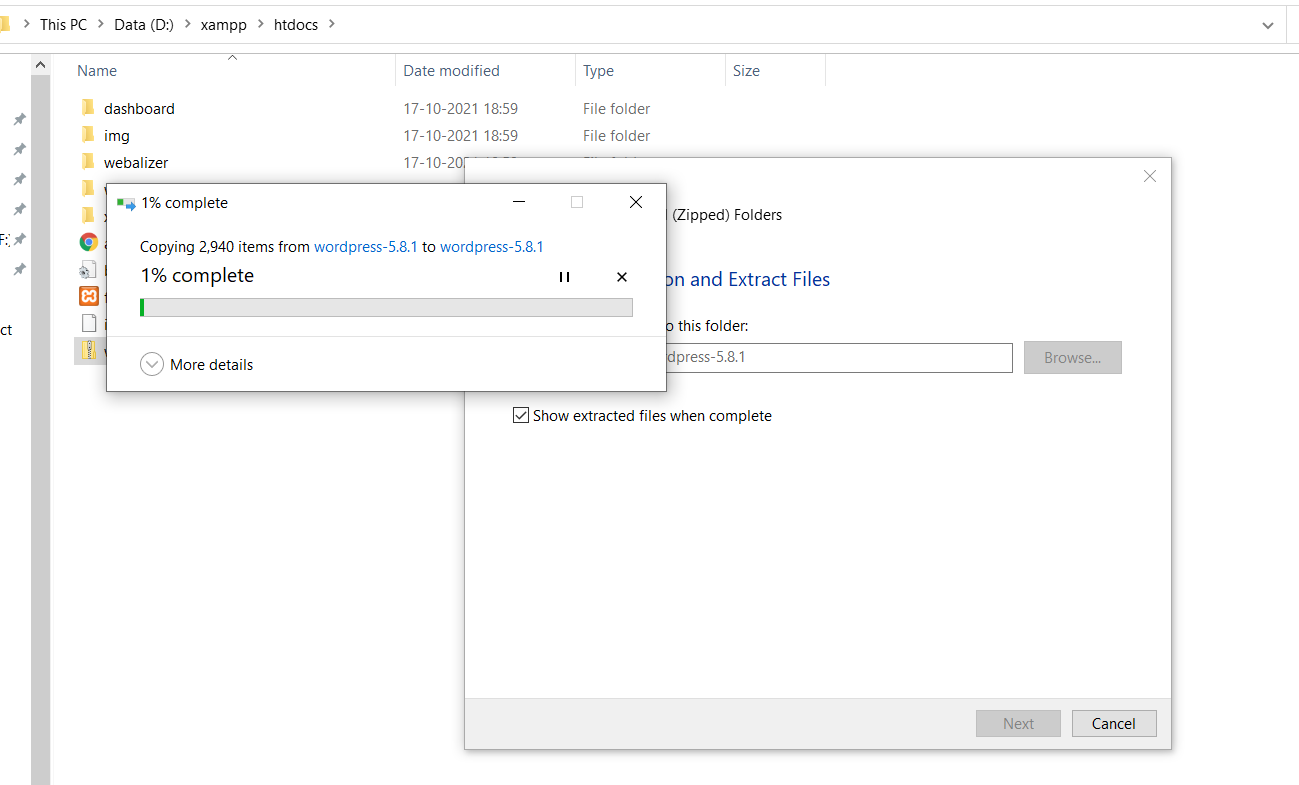 This PC > Data (D:) > xampp > htdocs >
Name Date modified Type Size
dashboard 17-10-2021 18:59 File folder
img 17-10-2021 18:59 File folder
webalizer 17-10-
1% complete
Copying 2,940 items from wordpress-5.8.1 to wordpress-5.8.1
1% complete
More details
(Zipped) Folders
on and Extract Files
o this folder:
dpress-5.8.1 Browse...
Show extracted files when complete
Next Cancel
F:
ct